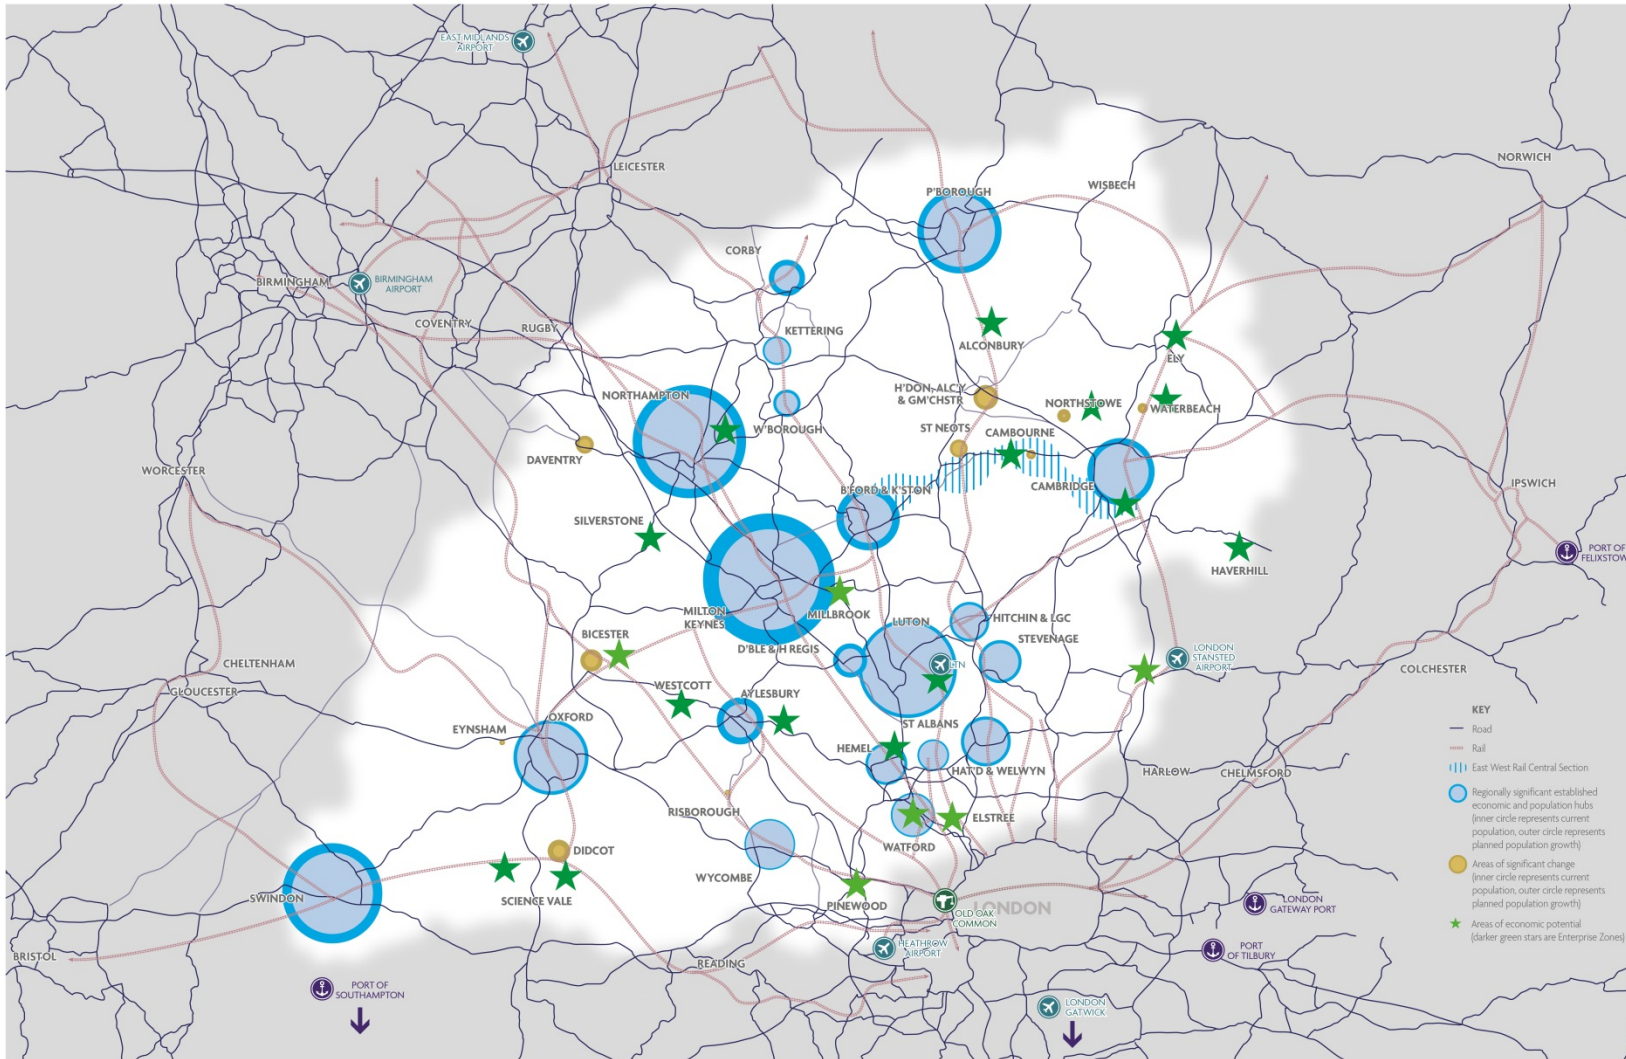 EAST MIDLANDS
AIRPORT
LEICESTER
NORWICH
P'BOROUGH
WISBECH
CORBY
BIRMINGHAM
BIRMINGHAM
AIRPORT
COVENTRY
RUGBY
KETTERING
ALCONBURY
ELY
NORTHAMPTON
H'DON, ALC'Y
& GM'CHSTR
NORTHSTOWE
WATERBEACH
W'BOROUGH
ST NEOTS
CAMBOURNE
DAVENTRY
WORCESTER
CAMBRIDGE
IPSWICH
B'FORD & K'STON
SILVERSTONE
PORT OF
FELIXSTOW
HAVERHILL
MILTON
KEYNES
MILLBROOK
LUTON
HITCHIN & LGC
STEVENAGE
BICESTER
D'BLE & H REGIS
LTN
LONDON
STANSTED
AIRPORT
CHELTENHAM
COLCHESTER
GLOUCESTER
WESTCOTT
AYLESBURY
EYNSHAM
OXFORD
ST ALBANS
HEMEL
HAT'D & WELWYN
HARLOW
CHELMSFORD
KEY
Road
Rail
East West Rail Central Section
Regionally significant established
economic and population hubs
(inner circle represents current
population, outer circle represents
planned population growth)
Areas of significant change
(inner circle represents current
population, outer circle represents
planned population growth)
Areas of economic potential
(darker green stars are Enterprise Zones)
RISBOROUGH
ELSTREE
WATFORD
DIDCOT
WYCOMBE
SWINDON
SCIENCE VALE
PINEWOOD
LONDON
OLD OAK
COMMON
LONDON
GATEWAY PORT
HEATHROW
AIRPORT
PORT
OF TILBURY
BRISTOL
READING
PORT OF
SOUTHAMPTON
LONDON
GATWICK